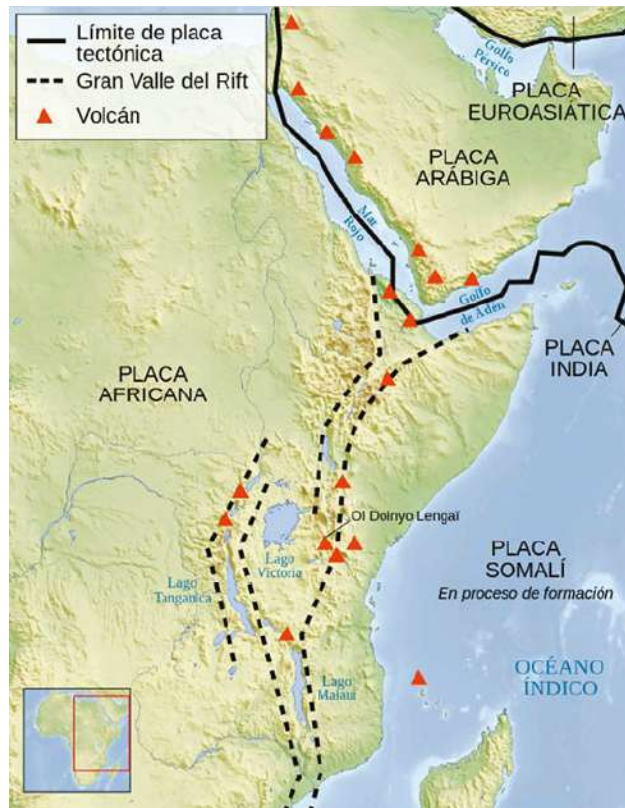 Límite de placa
tectónica
Gran Valle del Rift
Volcán
Golfo
Pérsico
PLACA
EUROASIÁTICA
PLACA
ARÁBIGA
Mar
Rojo
Golfo
de Adén
PLACA
INDIA
PLACA
AFRICANA
Ol Doinyo Lengaï
Lago
Victoria
Lago
Tanganica
PLACA
SOMALÍ
En proceso de formación
Lago
Malaui
OCÉANO
ÍNDICO